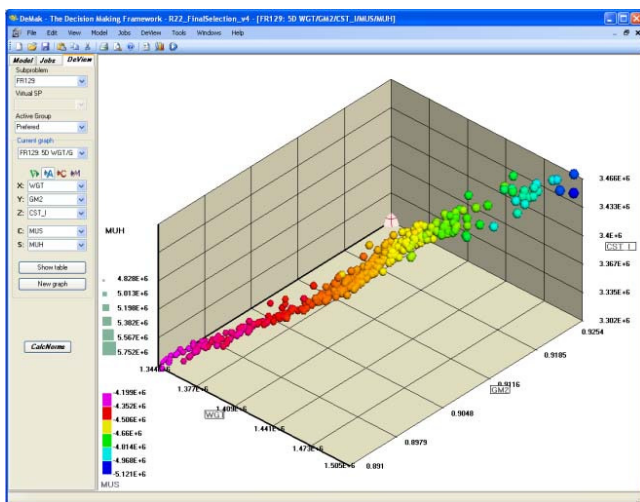 DeMak - The Decision Making Framework - R22_FinalSelection_v4 - [FR129: 5D WGT/GM2/CST_I/MUS/MUH]
File Edit View Model Jobs DeView Tools Windows Help
Model Jobs DeView
Subproblem
FR129
Virtual SP
Active Group
Prefered
Current graph
FR129: 5D WGT/G
X: WGT
Y: GM2
Z: CST_I
C: MUS
S: MUH
Show table
New graph
CalcNorms
MUH
4.828E+6
5.013E+6
5.198E+6
5.382E+6
5.567E+6
5.752E+6
-4.199E+6
-4.352E+6
-4.506E+6
-4.66E+6
-4.814E+6
-4.968E+6
-5.121E+6
MUS
1.344E+6
1.377E+6
1.409E+6
WGT
1.441E+6
1.473E+6
1.505E+6
0.891
0.8979
0.9048
GM2
0.9116
0.9185
0.9254
3.466E+6
3.433E+6
3.4E+6
CST_I
3.367E+6
3.335E+6
3.302E+6